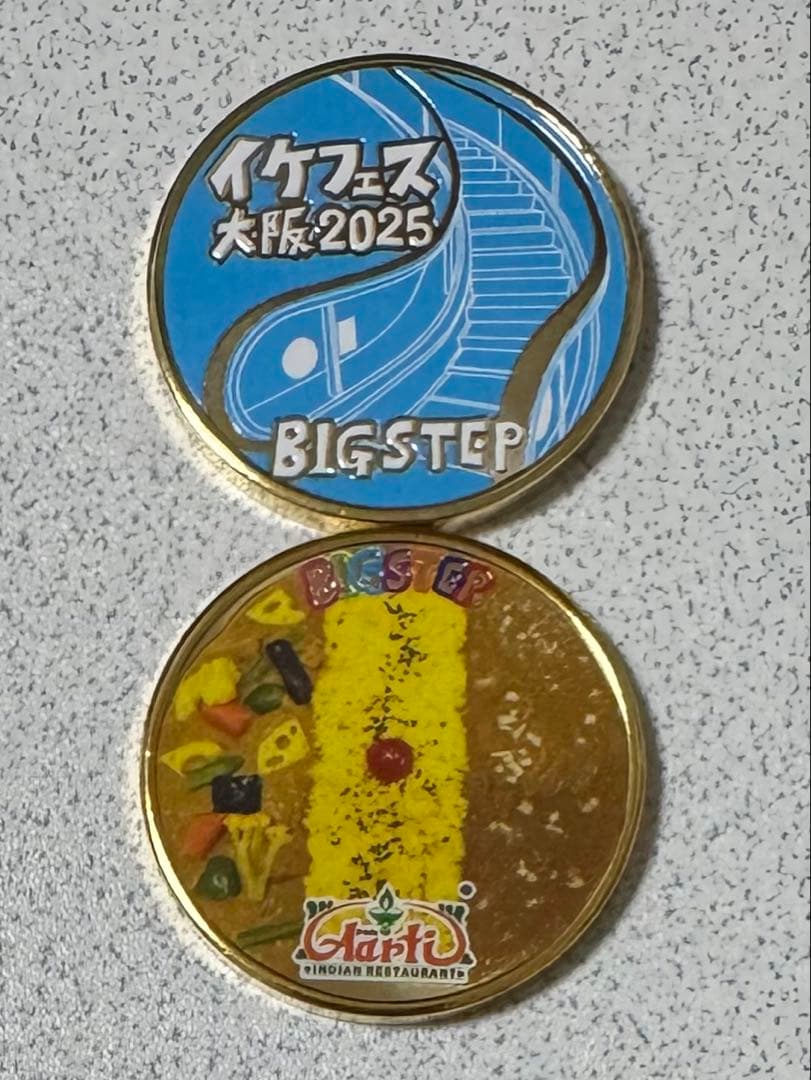 イケフェス
大阪2025
BIGSTEP
BIGSTEP
Aarti
INDIAN RESTAURANT